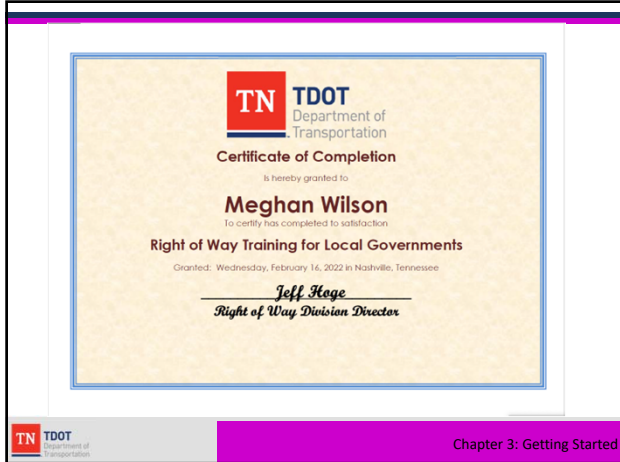 TN
TDOT
Department of
Transportation
Certificate of Completion
Is hereby granted to
Meghan Wilson
To certify has completed to satisfaction
Right of Way Training for Local Governments
Granted: Wednesday, February 16, 2022 in Nashville, Tennessee
Jeff Hoge
Right of Way Division Director
TN
TDOT
Department of
Transportation
Chapter 3: Getting Started